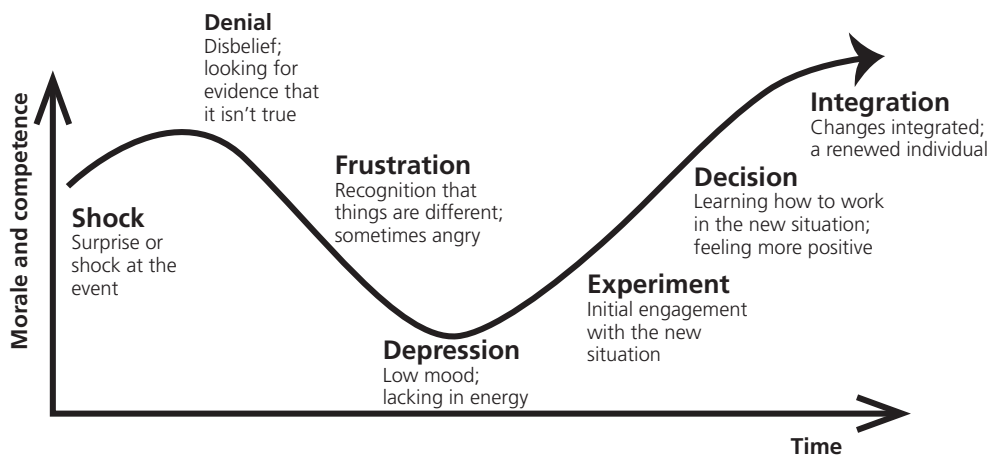 Denial
Disbelief;
looking for
evidence that
it isn't true
Morale and competence
Shock
Surprise or
shock at the
event
Frustration
Recognition that
things are different;
sometimes angry
Depression
Low mood;
lacking in energy
Experiment
Initial engagement
with the new
situation
Decision
Learning how to work
in the new situation;
feeling more positive
Integration
Changes integrated;
a renewed individual
Time